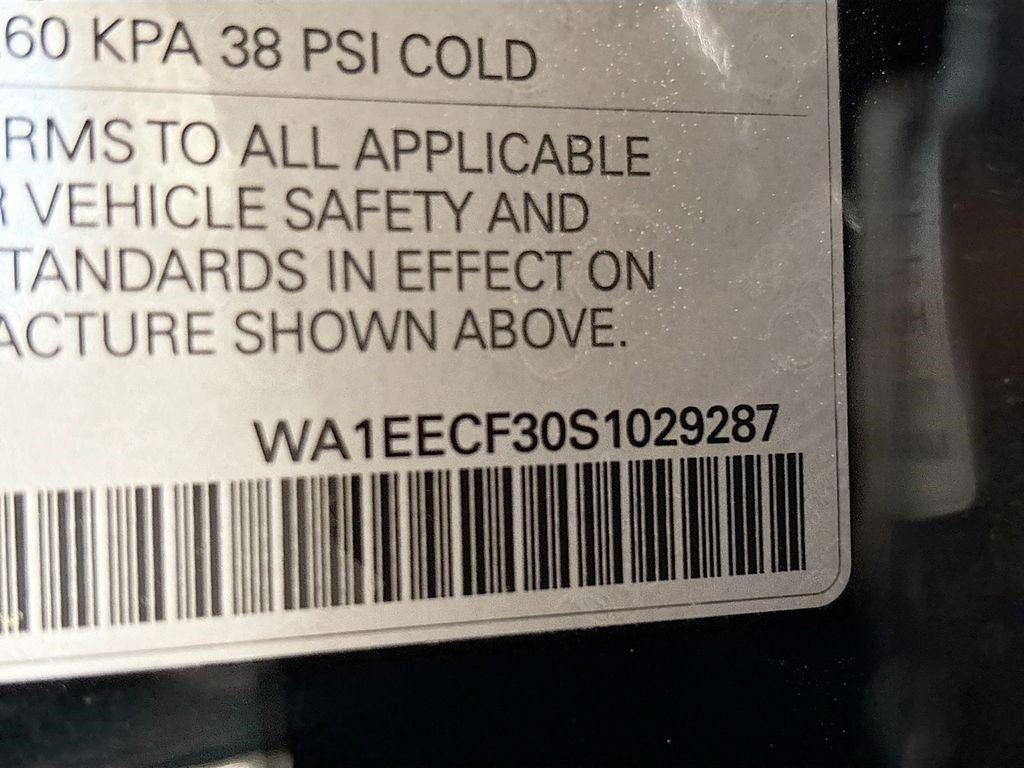 60 KPA 38 PSI COLD
RMS TO ALL APPLICABLE
R VEHICLE SAFETY AND
TANDARDS IN EFFECT ON
ACTURE SHOWN ABOVE.
WA1EECF30S1029287